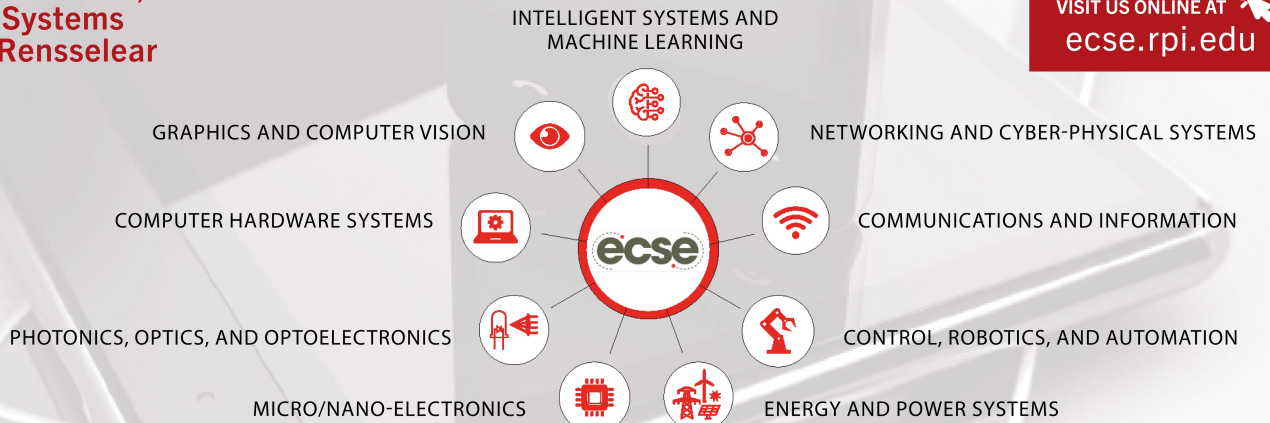 Systems
Rensselear
VISIT US ONLINE AT
ecse.rpi.edu
INTELLIGENT SYSTEMS AND
MACHINE LEARNING
GRAPHICS AND COMPUTER VISION
NETWORKING AND CYBER-PHYSICAL SYSTEMS
COMPUTER HARDWARE SYSTEMS
COMMUNICATIONS AND INFORMATION
ecse
PHOTONICS, OPTICS, AND OPTOELECTRONICS
CONTROL, ROBOTICS, AND AUTOMATION
MICRO/NANO-ELECTRONICS
ENERGY AND POWER SYSTEMS